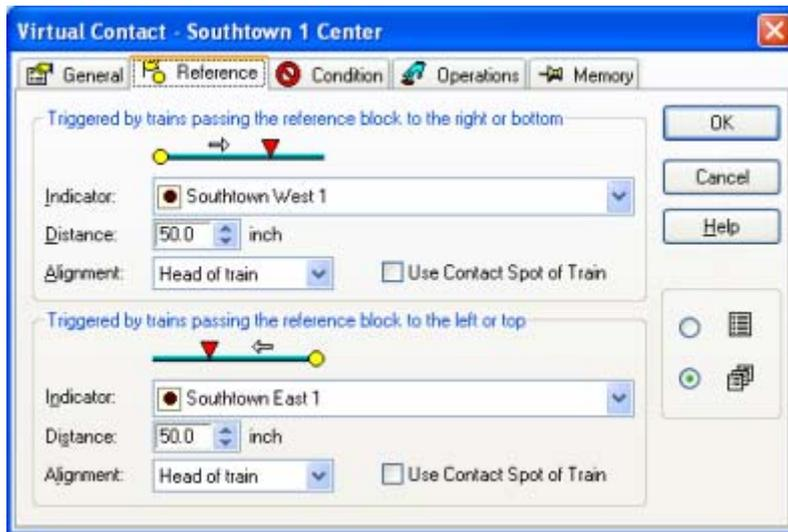 Virtual Contact - Southtown 1 Center
General Reference Condition Operations Memory
Triggered by trains passing the reference block to the right or bottom
Indicator: Southtown West 1
Distance: 50.0 inch
Alignment: Head of train Use Contact Spot of Train
Triggered by trains passing the reference block to the left or top
Indicator: Southtown East 1
Distance: 50.0 inch
Alignment: Head of train Use Contact Spot of Train
OK
Cancel
Help